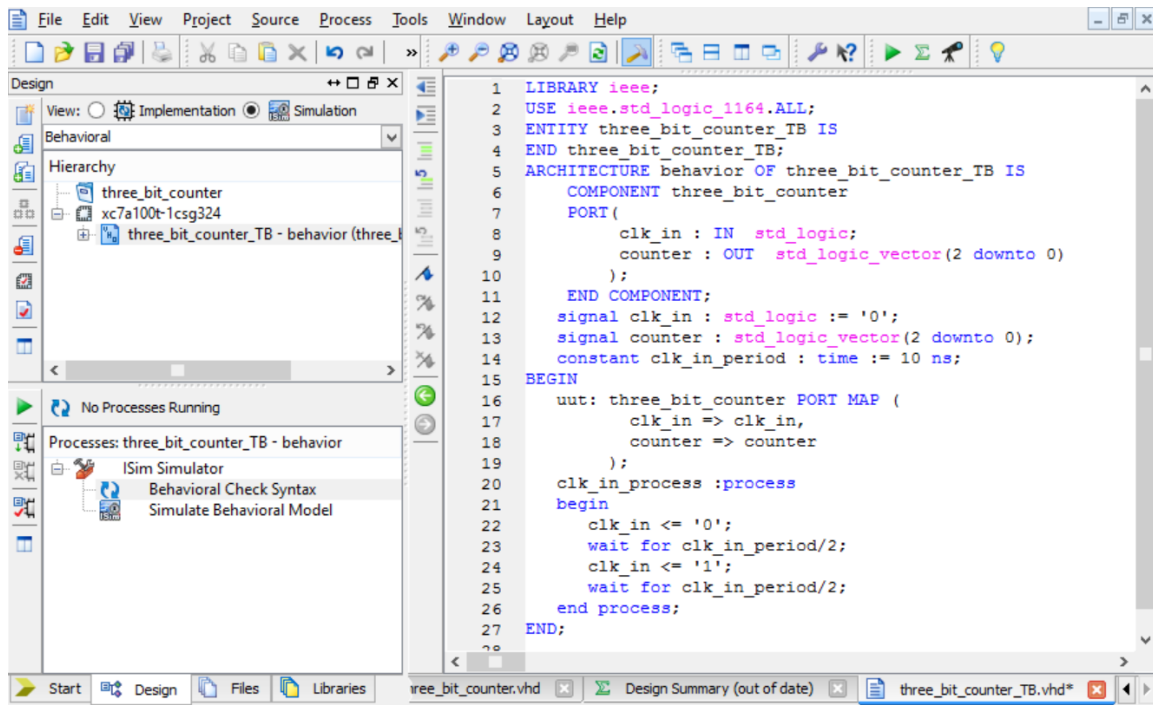 File Edit View Project Source Process Tools Window Layout Help
»
Design
View: Implementation Simulation
Behavioral
Hierarchy
three_bit_counter
xc7a100t-1csg324
three_bit_counter_TB - behavior (three_b
No Processes Running
Processes: three_bit_counter_TB - behavior
ISim Simulator
Behavioral Check Syntax
Simulate Behavioral Model
1 LIBRARY ieee;
2 USE ieee.std_logic_1164.ALL;
3 ENTITY three_bit_counter_TB IS
4 END three_bit_counter_TB;
5 ARCHITECTURE behavior OF three_bit_counter_TB IS
6 COMPONENT three_bit_counter
7 PORT(
8 clk_in : IN std_logic;
9 counter : OUT std_logic_vector(2 downto 0)
10 );
11 END COMPONENT;
12 signal clk_in : std_logic := '0';
13 signal counter : std_logic_vector(2 downto 0);
14 constant clk_in_period : time := 10 ns;
15 BEGIN
16 uut: three_bit_counter PORT MAP (
17 clk_in => clk_in,
18 counter => counter
19 );
20 clk_in_process :process
21 begin
22 clk_in <= '0';
23 wait for clk_in_period/2;
24 clk_in <= '1';
25 wait for clk_in_period/2;
26 end process;
27 END;
28
Start Design Files Libraries
hree_bit_counter.vhd Design Summary (out of date) three_bit_counter_TB.vhd*